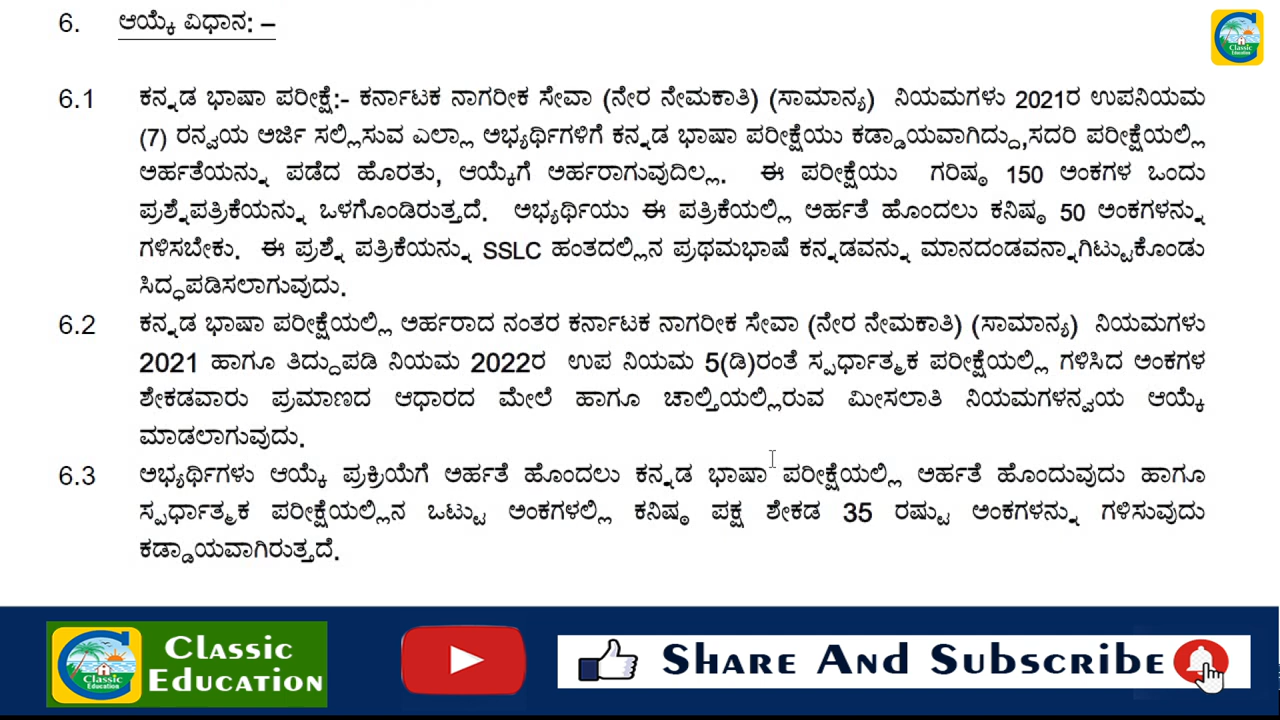 6. ಆಯ್ಕೆ ವಿಧಾನ: –
6.1 ಕನ್ನಡ ಭಾಷಾ ಪರೀಕ್ಷೆ:- ಕರ್ನಾಟಕ ನಾಗರೀಕ ಸೇವಾ (ನೇರ ನೇಮಕಾತಿ) (ಸಾಮಾನ್ಯ) ನಿಯಮಗಳು 2021ರ ಉಪನಿಯಮ
(7) ರನ್ವಯ ಅರ್ಜಿ ಸಲ್ಲಿಸುವ ಎಲ್ಲಾ ಅಭ್ಯರ್ಥಿಗಳಿಗೆ ಕನ್ನಡ ಭಾಷಾ ಪರೀಕ್ಷೆಯು ಕಡ್ಡಾಯವಾಗಿದ್ದು,ಸದರಿ ಪರೀಕ್ಷೆಯಲ್ಲಿ
ಅರ್ಹತೆಯನ್ನು ಪಡೆದ ಹೊರತು, ಆಯ್ಕೆಗೆ ಅರ್ಹರಾಗುವುದಿಲ್ಲ. ಈ ಪರೀಕ್ಷೆಯು ಗರಿಷ್ಠ 150 ಅಂಕಗಳ ಒಂದು
ಪ್ರಶ್ನೆಪತ್ರಿಕೆಯನ್ನು ಒಳಗೊಂಡಿರುತ್ತದೆ. ಅಭ್ಯರ್ಥಿಯು ಈ ಪತ್ರಿಕೆಯಲ್ಲಿ ಅರ್ಹತೆ ಹೊಂದಲು ಕನಿಷ್ಠ 50 ಅಂಕಗಳನ್ನು
ಗಳಿಸಬೇಕು. ಈ ಪ್ರಶ್ನೆ ಪತ್ರಿಕೆಯನ್ನು SSLC ಹಂತದಲ್ಲಿನ ಪ್ರಥಮಭಾಷೆ ಕನ್ನಡವನ್ನು ಮಾನದಂಡವನ್ನಾಗಿಟ್ಟುಕೊಂಡು
ಸಿದ್ಧಪಡಿಸಲಾಗುವುದು.
6.2 ಕನ್ನಡ ಭಾಷಾ ಪರೀಕ್ಷೆಯಲ್ಲಿ ಅರ್ಹರಾದ ನಂತರ ಕರ್ನಾಟಕ ನಾಗರೀಕ ಸೇವಾ (ನೇರ ನೇಮಕಾತಿ) (ಸಾಮಾನ್ಯ) ನಿಯಮಗಳು
2021 ಹಾಗೂ ತಿದ್ದುಪಡಿ ನಿಯಮ 2022ರ ಉಪ ನಿಯಮ 5(ಡಿ)ರಂತೆ ಸ್ಪರ್ಧಾತ್ಮಕ ಪರೀಕ್ಷೆಯಲ್ಲಿ ಗಳಿಸಿದ ಅಂಕಗಳ
ಶೇಕಡವಾರು ಪ್ರಮಾಣದ ಆಧಾರದ ಮೇಲೆ ಹಾಗೂ ಚಾಲ್ತಿಯಲ್ಲಿರುವ ಮೀಸಲಾತಿ ನಿಯಮಗಳನ್ವಯ ಆಯ್ಕೆ
ಮಾಡಲಾಗುವುದು.
6.3 ಅಭ್ಯರ್ಥಿಗಳು ಆಯ್ಕೆ ಪ್ರಕ್ರಿಯೆಗೆ ಅರ್ಹತೆ ಹೊಂದಲು ಕನ್ನಡ ಭಾಷಾ ಪರೀಕ್ಷೆಯಲ್ಲಿ ಅರ್ಹತೆ ಹೊಂದುವುದು ಹಾಗೂ
ಸ್ಪರ್ಧಾತ್ಮಕ ಪರೀಕ್ಷೆಯಲ್ಲಿನ ಒಟ್ಟು ಅಂಕಗಳಲ್ಲಿ ಕನಿಷ್ಠ ಪಕ್ಷ ಶೇಕಡ 35 ರಷ್ಟು ಅಂಕಗಳನ್ನು ಗಳಿಸುವುದು
ಕಡ್ಡಾಯವಾಗಿರುತ್ತದೆ.
Classic
Education
Classic
Education
Classic
Education
Share And Subscribe